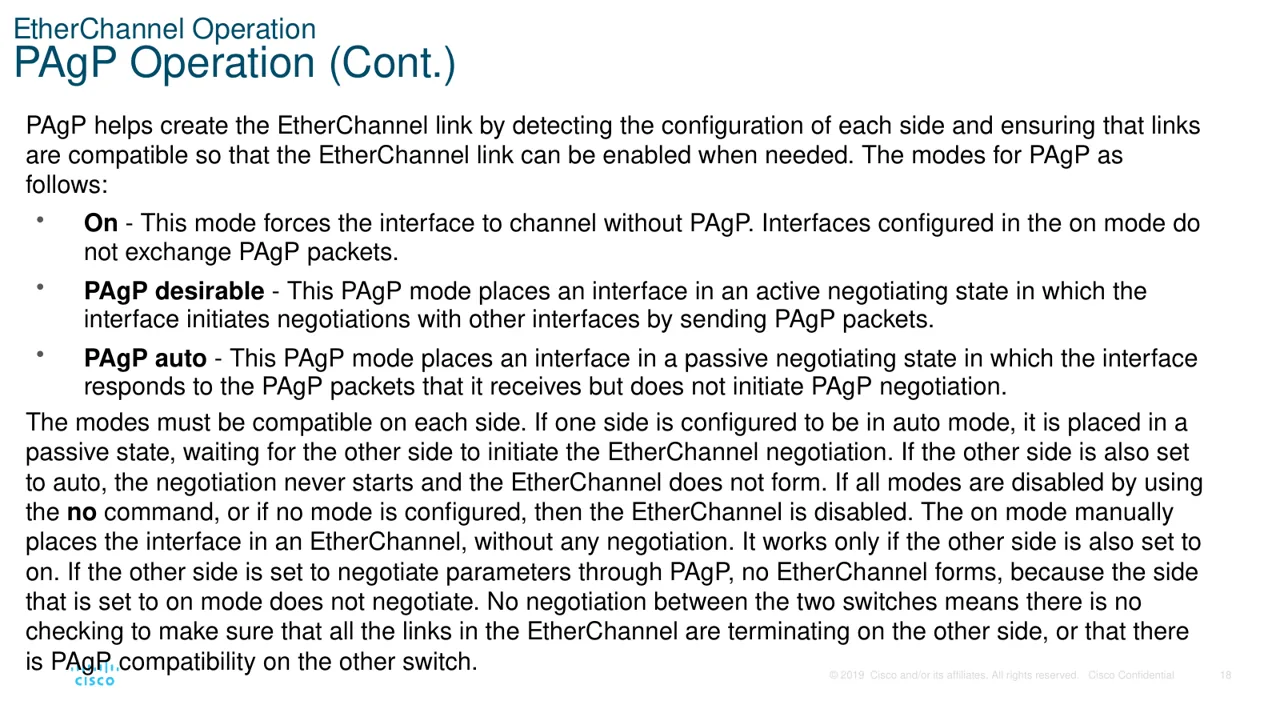 EtherChannel Operation
PAgP Operation (Cont.)
PAgP helps create the EtherChannel link by detecting the configuration of each side and ensuring that links
are compatible so that the EtherChannel link can be enabled when needed. The modes for PAgP as
follows:
• On - This mode forces the interface to channel without PAgP. Interfaces configured in the on mode do
not exchange PAgP packets.
• PAgP desirable - This PAgP mode places an interface in an active negotiating state in which the
interface initiates negotiations with other interfaces by sending PAgP packets.
• PAgP auto - This PAgP mode places an interface in a passive negotiating state in which the interface
responds to the PAgP packets that it receives but does not initiate PAgP negotiation.
The modes must be compatible on each side. If one side is configured to be in auto mode, it is placed in a
passive state, waiting for the other side to initiate the EtherChannel negotiation. If the other side is also set
to auto, the negotiation never starts and the EtherChannel does not form. If all modes are disabled by using
the no command, or if no mode is configured, then the EtherChannel is disabled. The on mode manually
places the interface in an EtherChannel, without any negotiation. It works only if the other side is also set to
on. If the other side is set to negotiate parameters through PAgP, no EtherChannel forms, because the side
that is set to on mode does not negotiate. No negotiation between the two switches means there is no
checking to make sure that all the links in the EtherChannel are terminating on the other side, or that there
is PAgP compatibility on the other switch.
CISCO
© 2019 Cisco and/or its affiliates. All rights reserved. Cisco Confidential
18